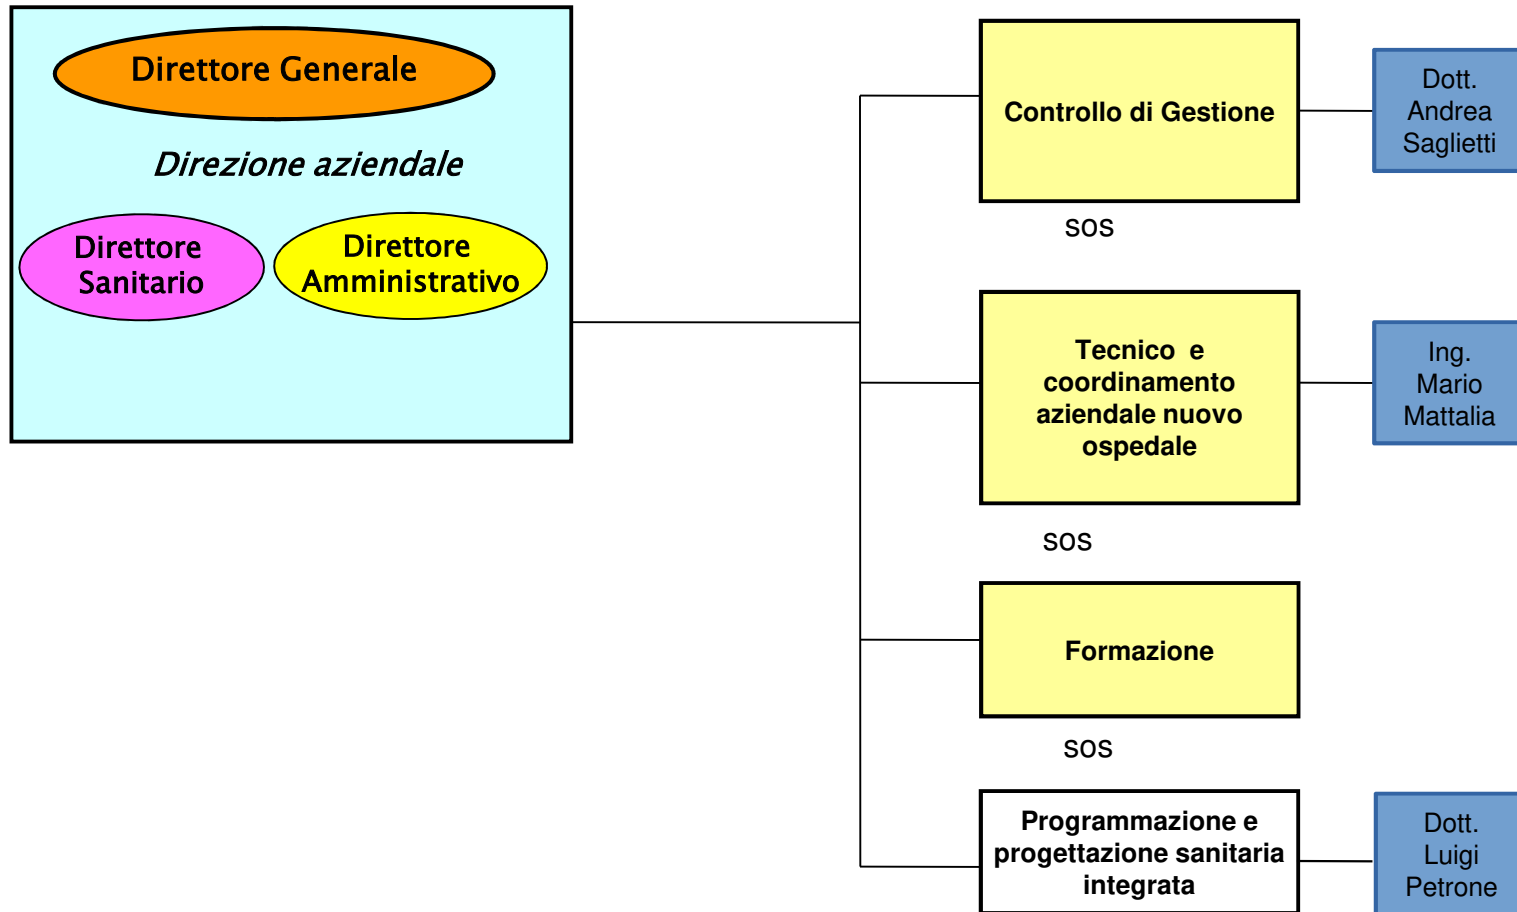 Direttore Generale
Direzione aziendale
Direttore
Sanitario
Direttore
Amministrativo
Controllo di Gestione
Dott.
Andrea
Saglietti
SOS
Tecnico e
coordinamento
aziendale nuovo
ospedale
Ing.
Mario
Mattalia
SOS
Formazione
SOS
Programmazione e
progettazione sanitaria
integrata
Dott.
Luigi
Petrone